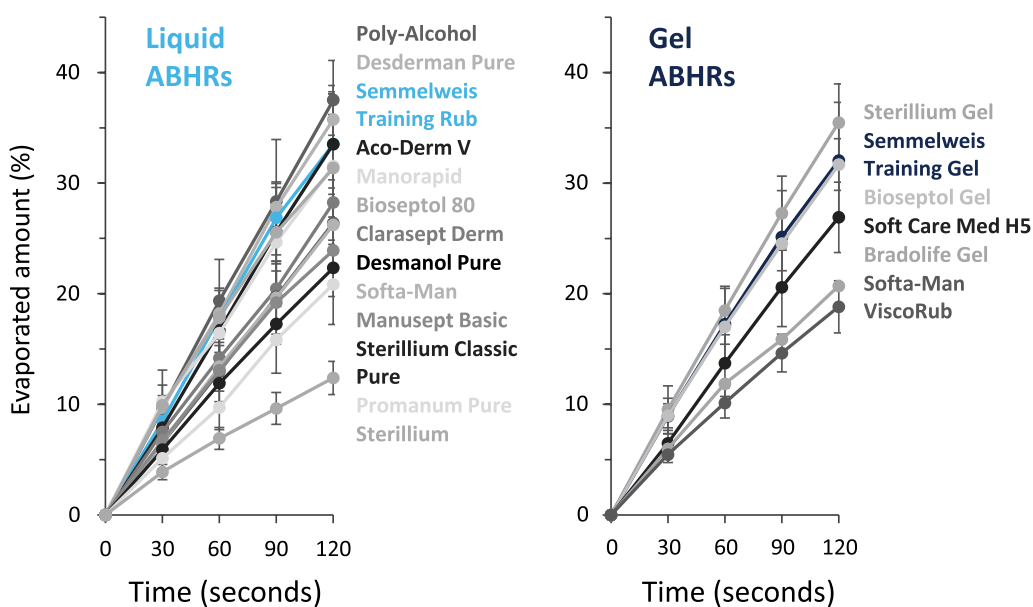 Liquid
ABHRs
Evaporated amount (%)
40
30
20
10
0
0 30 60 90 120
Time (seconds)
Poly-Alcohol
Desderman Pure
Semmelweis
Training Rub
Aco-Derm V
Manorapid
Bioseptol 80
Clarasept Derm
Desmanol Pure
Softa-Man
Manusept Basic
Sterillium Classic
Pure
Promanum Pure
Sterillium
Gel
ABHRs
40
30
20
10
0
0 30 60 90 120
Time (seconds)
Sterillium Gel
Semmelweis
Training Gel
Bioseptol Gel
Soft Care Med H5
Bradolife Gel
Softa-Man
ViscoRub